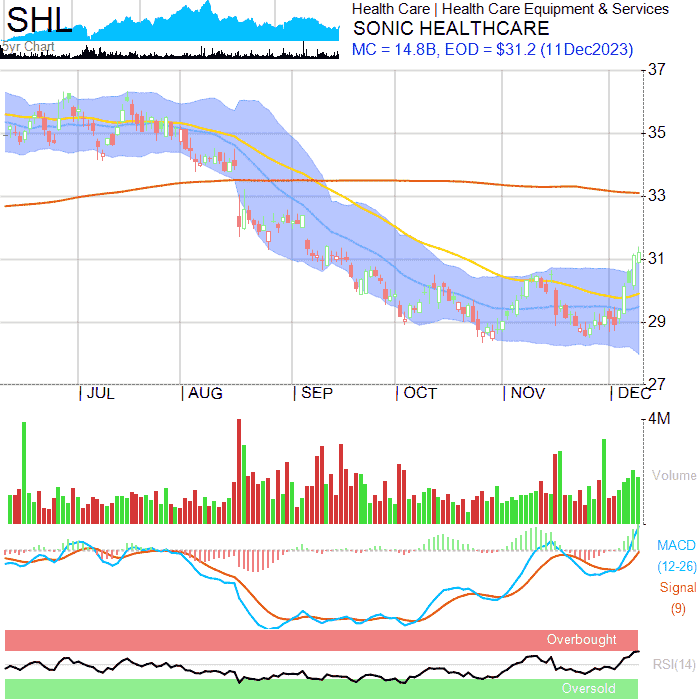 SHL
5yr Chart
Health Care | Health Care Equipment & Services
SONIC HEALTHCARE
MC = 14.8B, EOD = $31.2 (11Dec2023)
37
35
33
31
29
27
| JUL | AUG | SEP | OCT | NOV | DEC
4M
Volume
MACD
(12-26)
Signal
(9)
Overbought
RSI(14)
Oversold